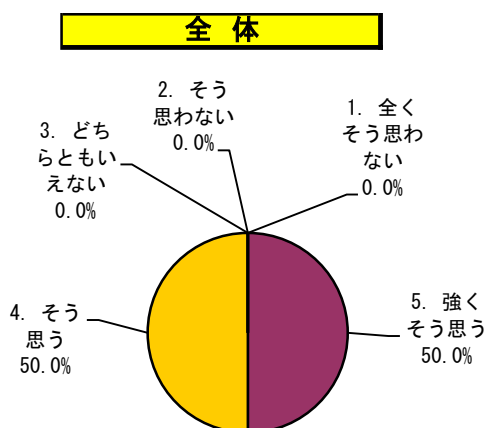 全 体
2. そう
思わない
0.0%
1. 全く
そう思わ
ない
0.0%
3. どち
らともい
えない
0.0%
4. そう
思う
50.0%
5. 強く
そう思う
50.0%